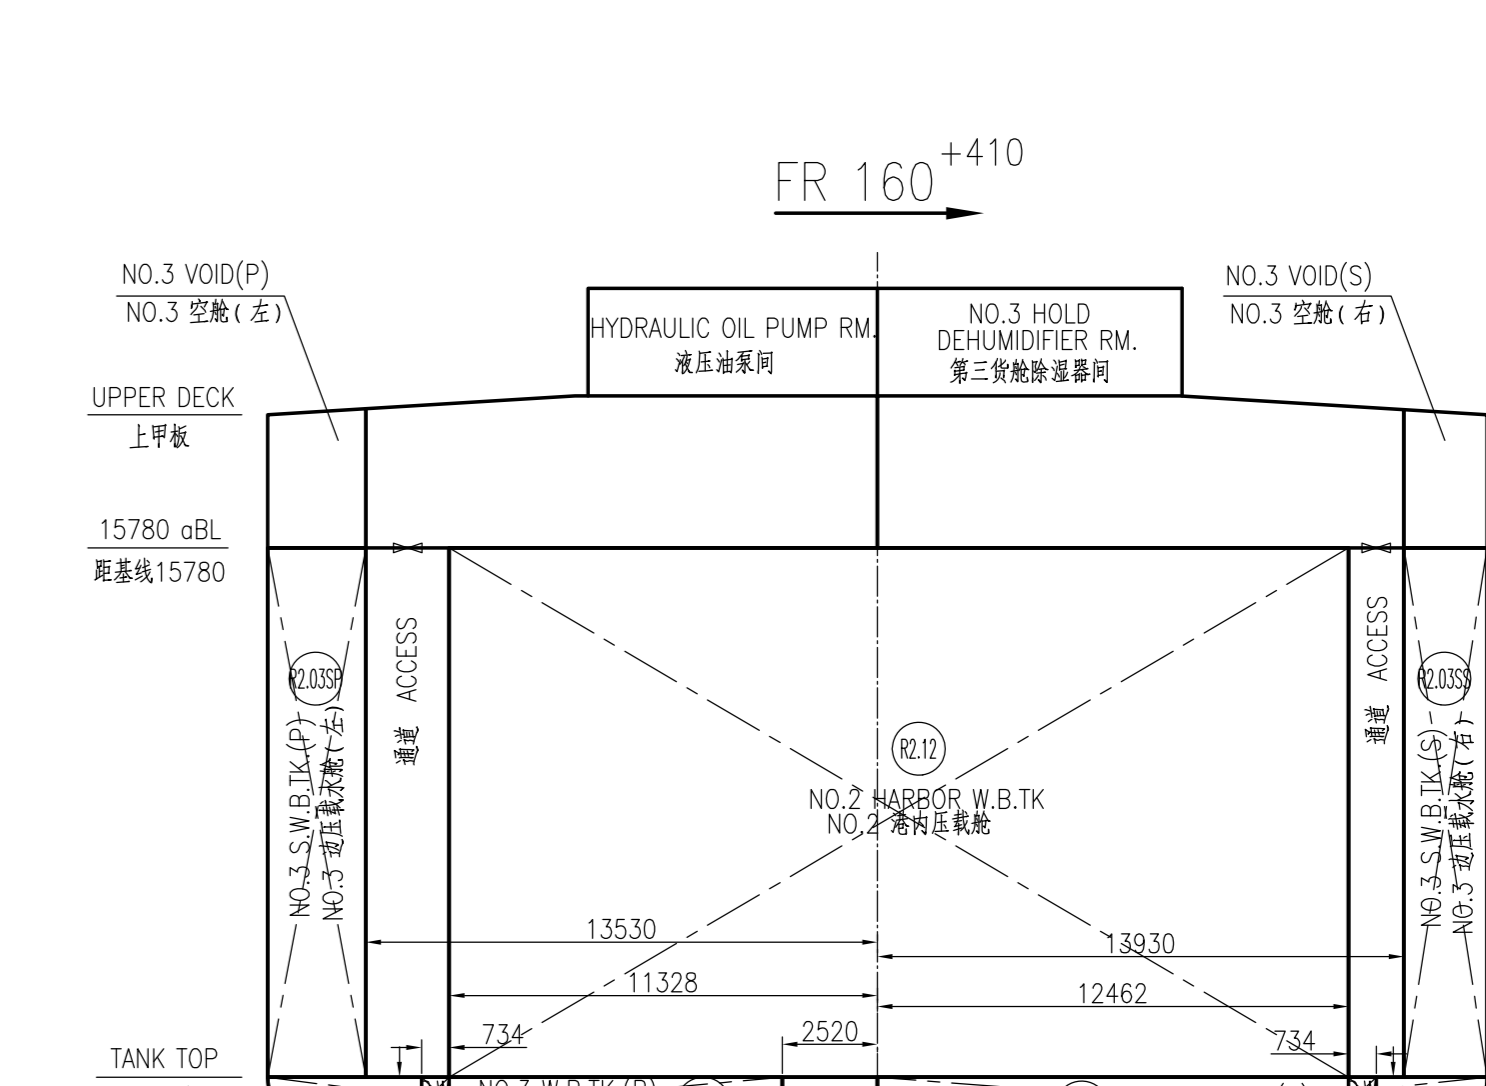 FR 160 +410
NO.3 VOID(P)
NO.3 空舱(左)
NO.3 VOID(S)
NO.3 空舱(右)
HYDRAULIC OIL PUMP RM.
液压油泵间
NO.3 HOLD
DEHUMIDIFIER RM.
第三货舱除湿器间
UPPER DECK
上甲板
15780 aBL
距基线15780
ACCESS
通道
ACCESS
通道
R2.03SP
NO.3 S.W.B.TK.(P)
NO.3 边压载水舱(左)
R2.12
NO.2 HARBOR W.B.TK
NO.2 港内压载舱
R2.03SS
NO.3 S.W.B.TK.(S)
NO.3 边压载水舱(右)
13530
13930
11328
12462
734
2520
734
TANK TOP
NO.3 W.B.TK.(P)